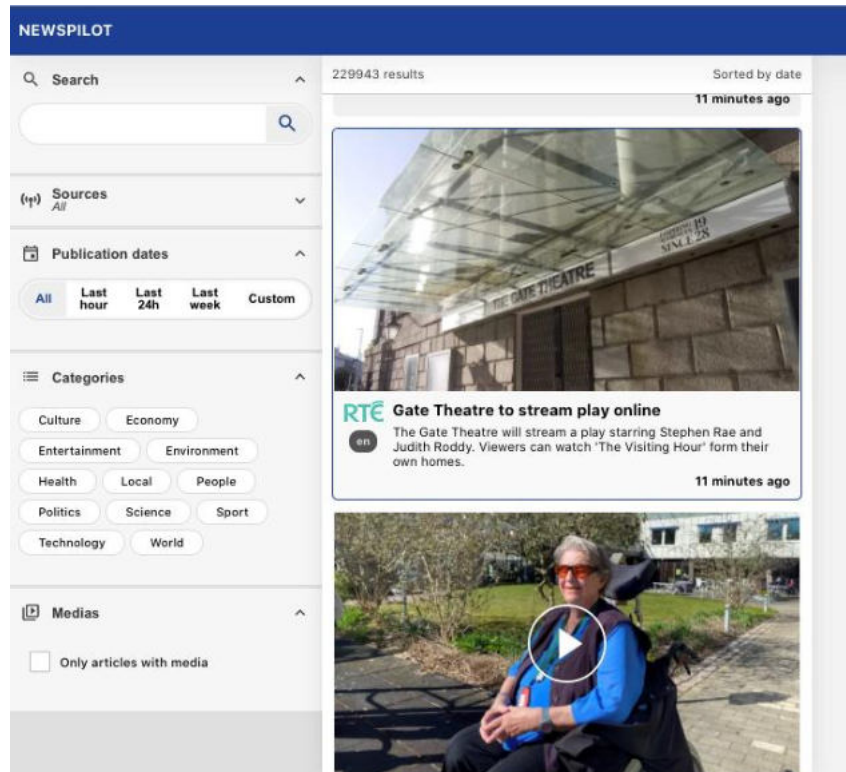 NEWSPILOT
Search
Sources
All
Publication dates
All
Last hour
Last 24h
Last week
Custom
Categories
Culture
Economy
Entertainment
Environment
Health
Local
People
Politics
Science
Sport
Technology
World
Medias
Only articles with media
229943 results
Sorted by date
11 minutes ago
19
SINCE 28
THE GATE THEATRE
RTÉ
Gate Theatre to stream play online
en
The Gate Theatre will stream a play starring Stephen Rae and
Judith Roddy. Viewers can watch 'The Visiting Hour' form their
own homes.
11 minutes ago